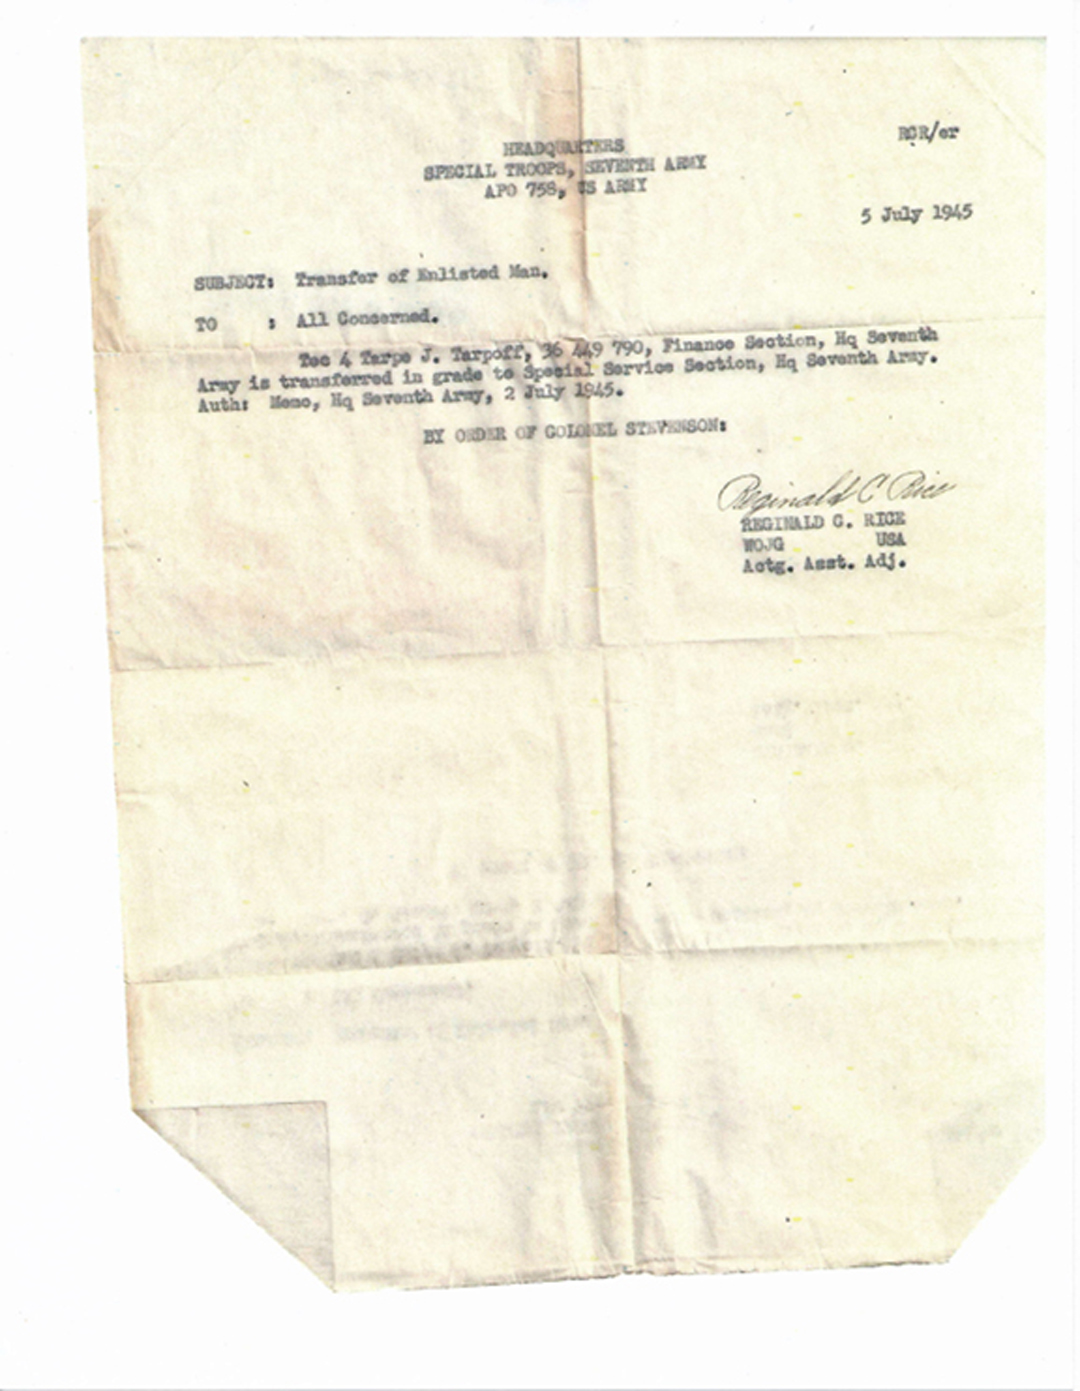 RCR/er
HEADQUARTERS
SPECIAL TROOPS, SEVENTH ARMY
APO 758, US ARMY
5 July 1945
SUBJECT: Transfer of Enlisted Man.
TO : All Concerned.
Tec 4 Tarpe J. Tarpoff, 36 449 790, Finance Section, Hq Seventh
Army is transferred in grade to Special Service Section, Hq Seventh Army.
Auth: Memo, Hq Seventh Army, 2 July 1945.
BY ORDER OF COLONEL STEVENSON:
Reginald C Rice
REGINALD C. RICE
WOJG USA
Actg. Asst. Adj.